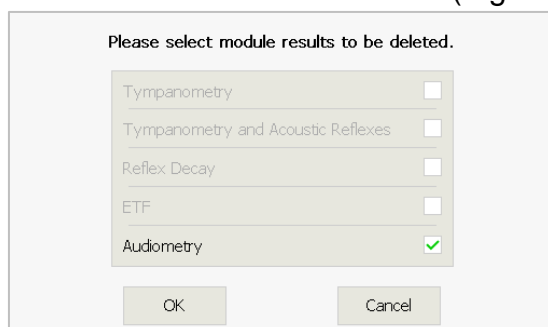 Please select module results to be deleted.
Tympanometry
Tympanometry and Acoustic Reflexes
Reflex Decay
ETF
Audiometry
OK Cancel